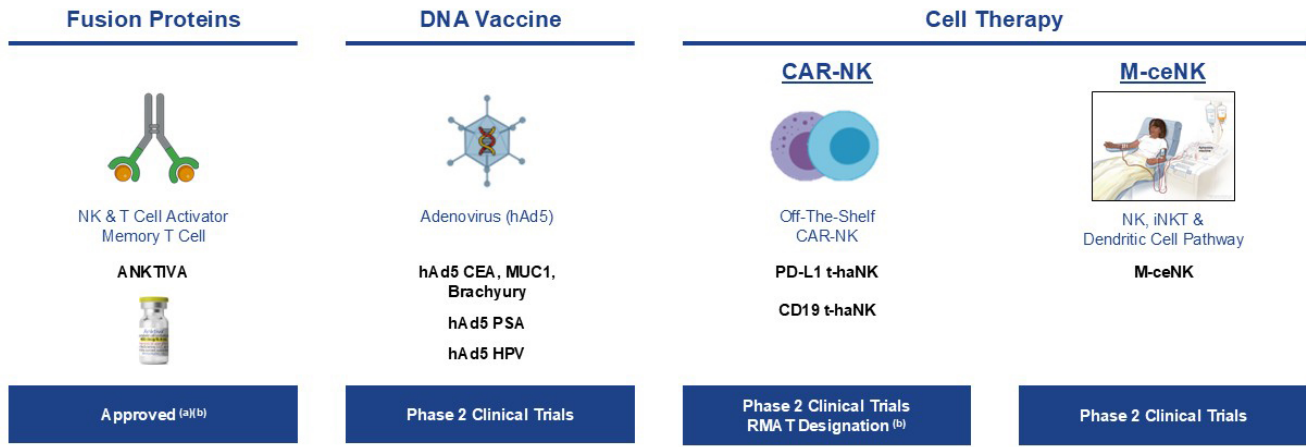 Fusion Proteins
NK & T Cell Activator
Memory T Cell
ANKTIVA
Approved (a)(b)
DNA Vaccine
Adenovirus (hAd5)
hAd5 CEA, MUC1,
Brachyury
hAd5 PSA
hAd5 HPV
Phase 2 Clinical Trials
Cell Therapy
CAR-NK
Off-The-Shelf
CAR-NK
PD-L1 t-haNK
CD19 t-haNK
Phase 2 Clinical Trials
RMAT Designation (b)
M-ceNK
NK, iNKT &
Dendritic Cell Pathway
M-ceNK
Phase 2 Clinical Trials